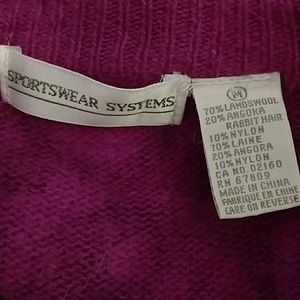 SPORTSWEAR SYSTEMS
M
70% LAMBSWOOL
20% ANGORA
RABBIT HAIR
10% NYLON
70% LAINE
20% ANGORA
10% NYLON
CA NO. 02160
RN 67809
MADE IN CHINA
FABRIQUE EN CHINE
CARE ON REVERSE